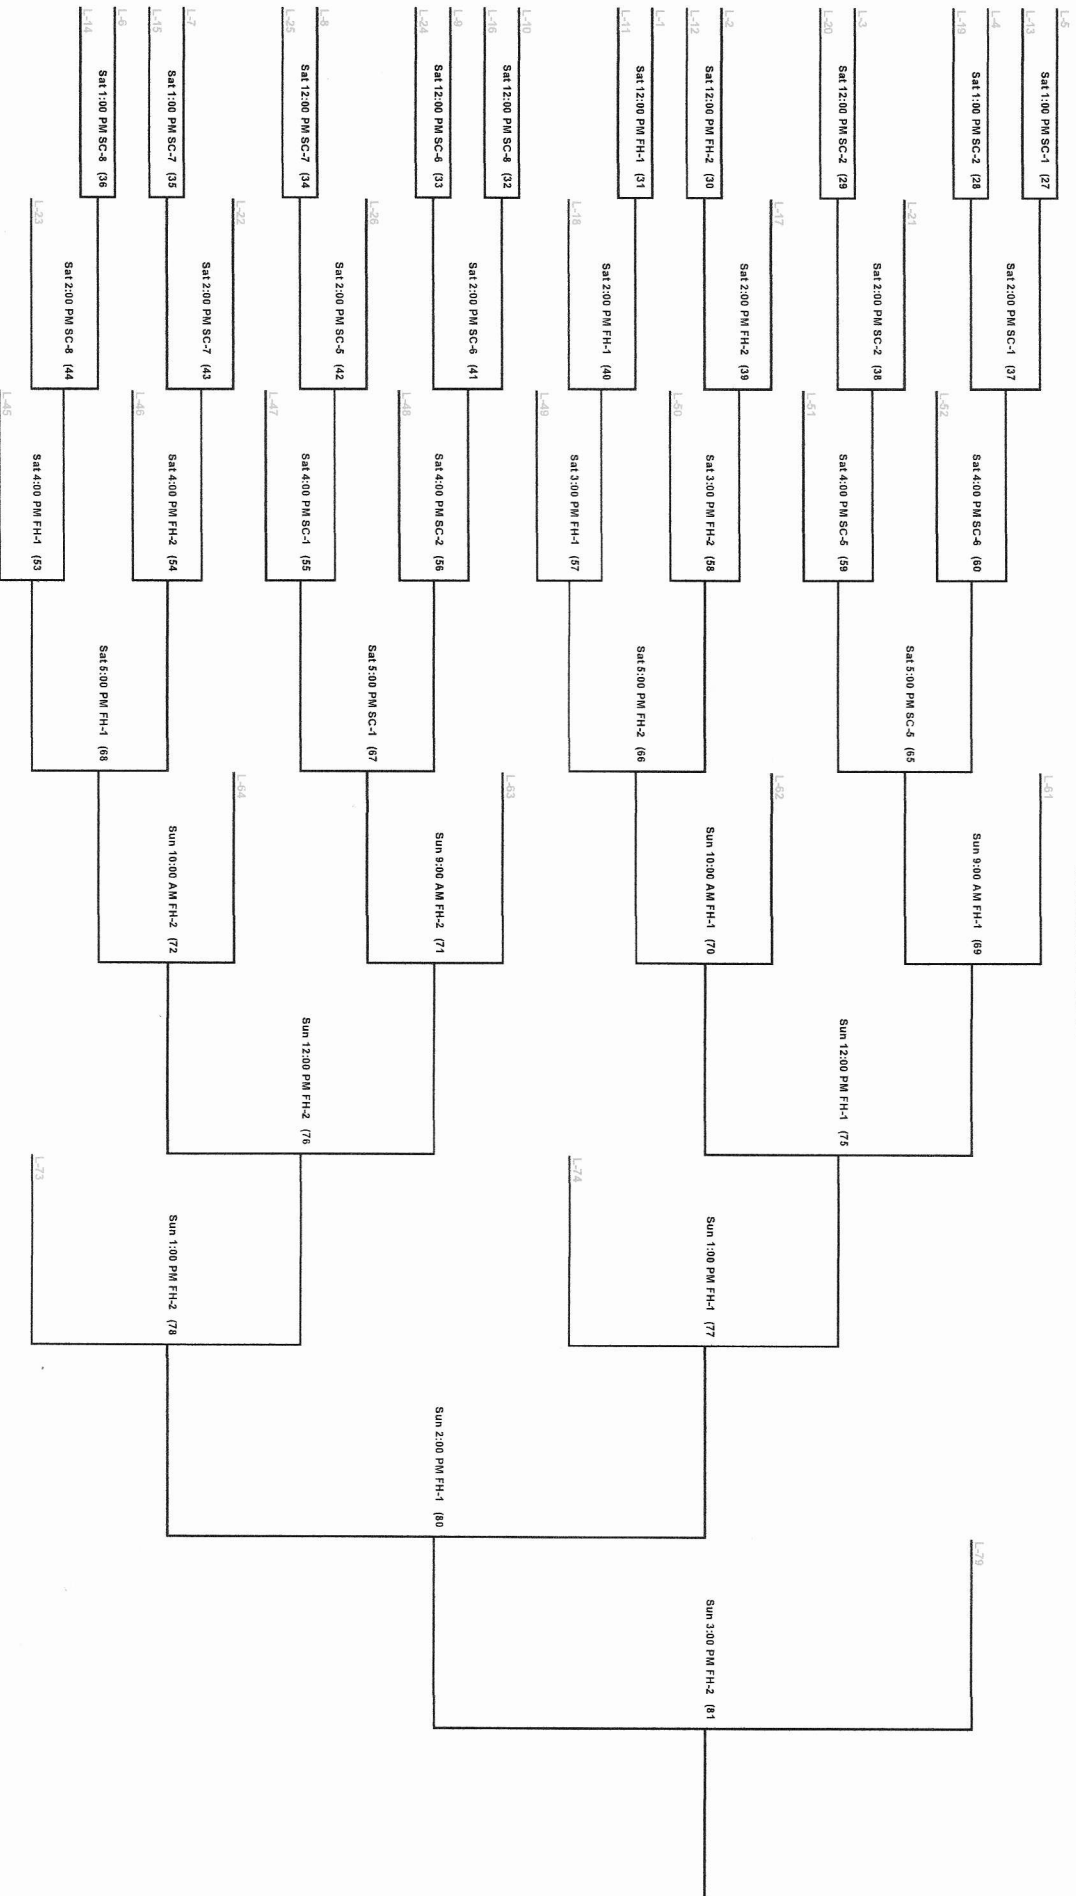 L-5
Sat 1:00 PM SC-1 (27
L-13
L-4
Sat 1:00 PM SC-2 (28
L-19
L-3
Sat 12:00 PM SC-2 (29
L-20
L-2
Sat 12:00 PM FH-2 (30
L-12
L-1
Sat 12:00 PM FH-1 (31
L-11
L-10
Sat 12:00 PM SC-8 (32
L-16
L-9
Sat 12:00 PM SC-6 (33
L-24
L-8
Sat 12:00 PM SC-7 (34
L-25
L-7
Sat 1:00 PM SC-7 (35
L-15
L-6
Sat 1:00 PM SC-8 (36
L-14
Sat 2:00 PM SC-1 (37
L-21
Sat 2:00 PM SC-2 (38
L-17
Sat 2:00 PM FH-2 (39
Sat 2:00 PM FH-1 (40
L-18
Sat 2:00 PM SC-6 (41
L-26
Sat 2:00 PM SC-5 (42
L-22
Sat 2:00 PM SC-7 (43
Sat 2:00 PM SC-8 (44
L-23
Sat 4:00 PM SC-6 (60
L-52
Sat 4:00 PM SC-5 (59
L-51
Sat 3:00 PM FH-2 (58
L-50
Sat 3:00 PM FH-1 (57
L-49
Sat 4:00 PM SC-2 (56
L-48
Sat 4:00 PM SC-1 (55
L-47
Sat 4:00 PM FH-2 (54
L-46
Sat 4:00 PM FH-1 (53
L-45
Sat 5:00 PM SC-5 (65
Sat 5:00 PM FH-2 (66
Sat 5:00 PM SC-1 (67
Sat 5:00 PM FH-1 (68
L-61
Sun 9:00 AM FH-1 (69
L-62
Sun 10:00 AM FH-1 (70
L-63
Sun 9:00 AM FH-2 (71
L-64
Sun 10:00 AM FH-2 (72
Sun 12:00 PM FH-1 (75
Sun 12:00 PM FH-2 (76
Sun 1:00 PM FH-1 (77
L-74
Sun 1:00 PM FH-2 (78
L-73
Sun 2:00 PM FH-1 (80
L-79
Sun 3:00 PM FH-2 (81